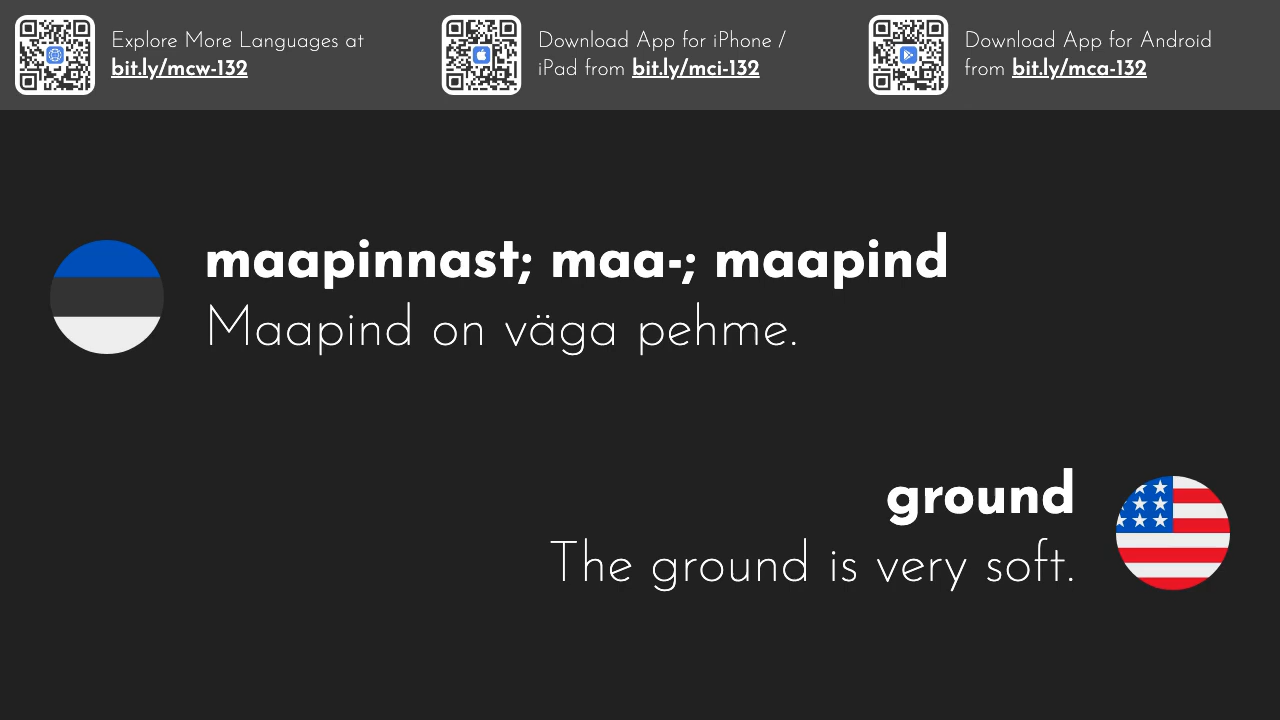 Explore More Languages at
bit.ly/mcw-132
Download App for iPhone /
iPad from bit.ly/mci-132
Download App for Android
from bit.ly/mca-132
maapinnast; maa-; maapind
Maapind on väga pehme.
ground
The ground is very soft.